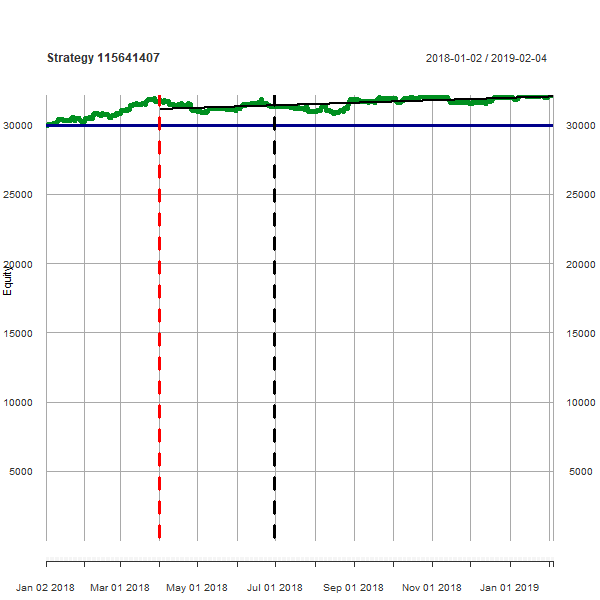 Strategy 115641407
2018-01-02 / 2019-02-04
30000
30000
25000
25000
20000
20000
Equity
15000
15000
10000
10000
5000
5000
Jan 02 2018
Mar 01 2018
May 01 2018
Jul 01 2018
Sep 01 2018
Nov 01 2018
Jan 01 2019